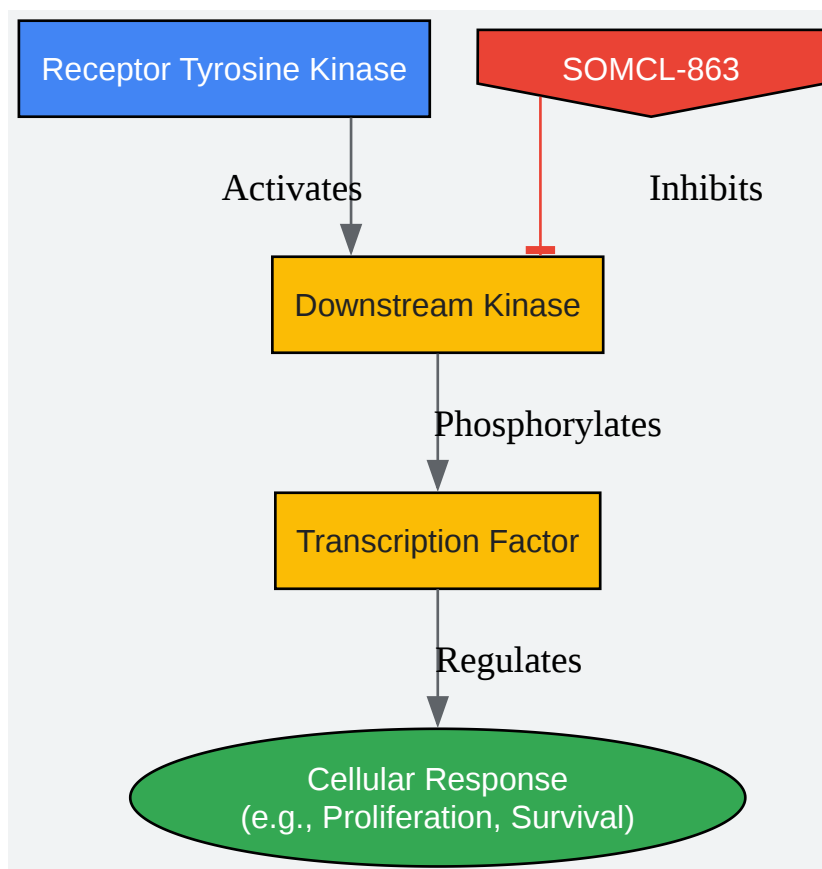 Receptor Tyrosine Kinase
SOMCL-863
Activates
Inhibits
Downstream Kinase
Phosphorylates
Transcription Factor
Regulates
Cellular Response
(e.g., Proliferation, Survival)